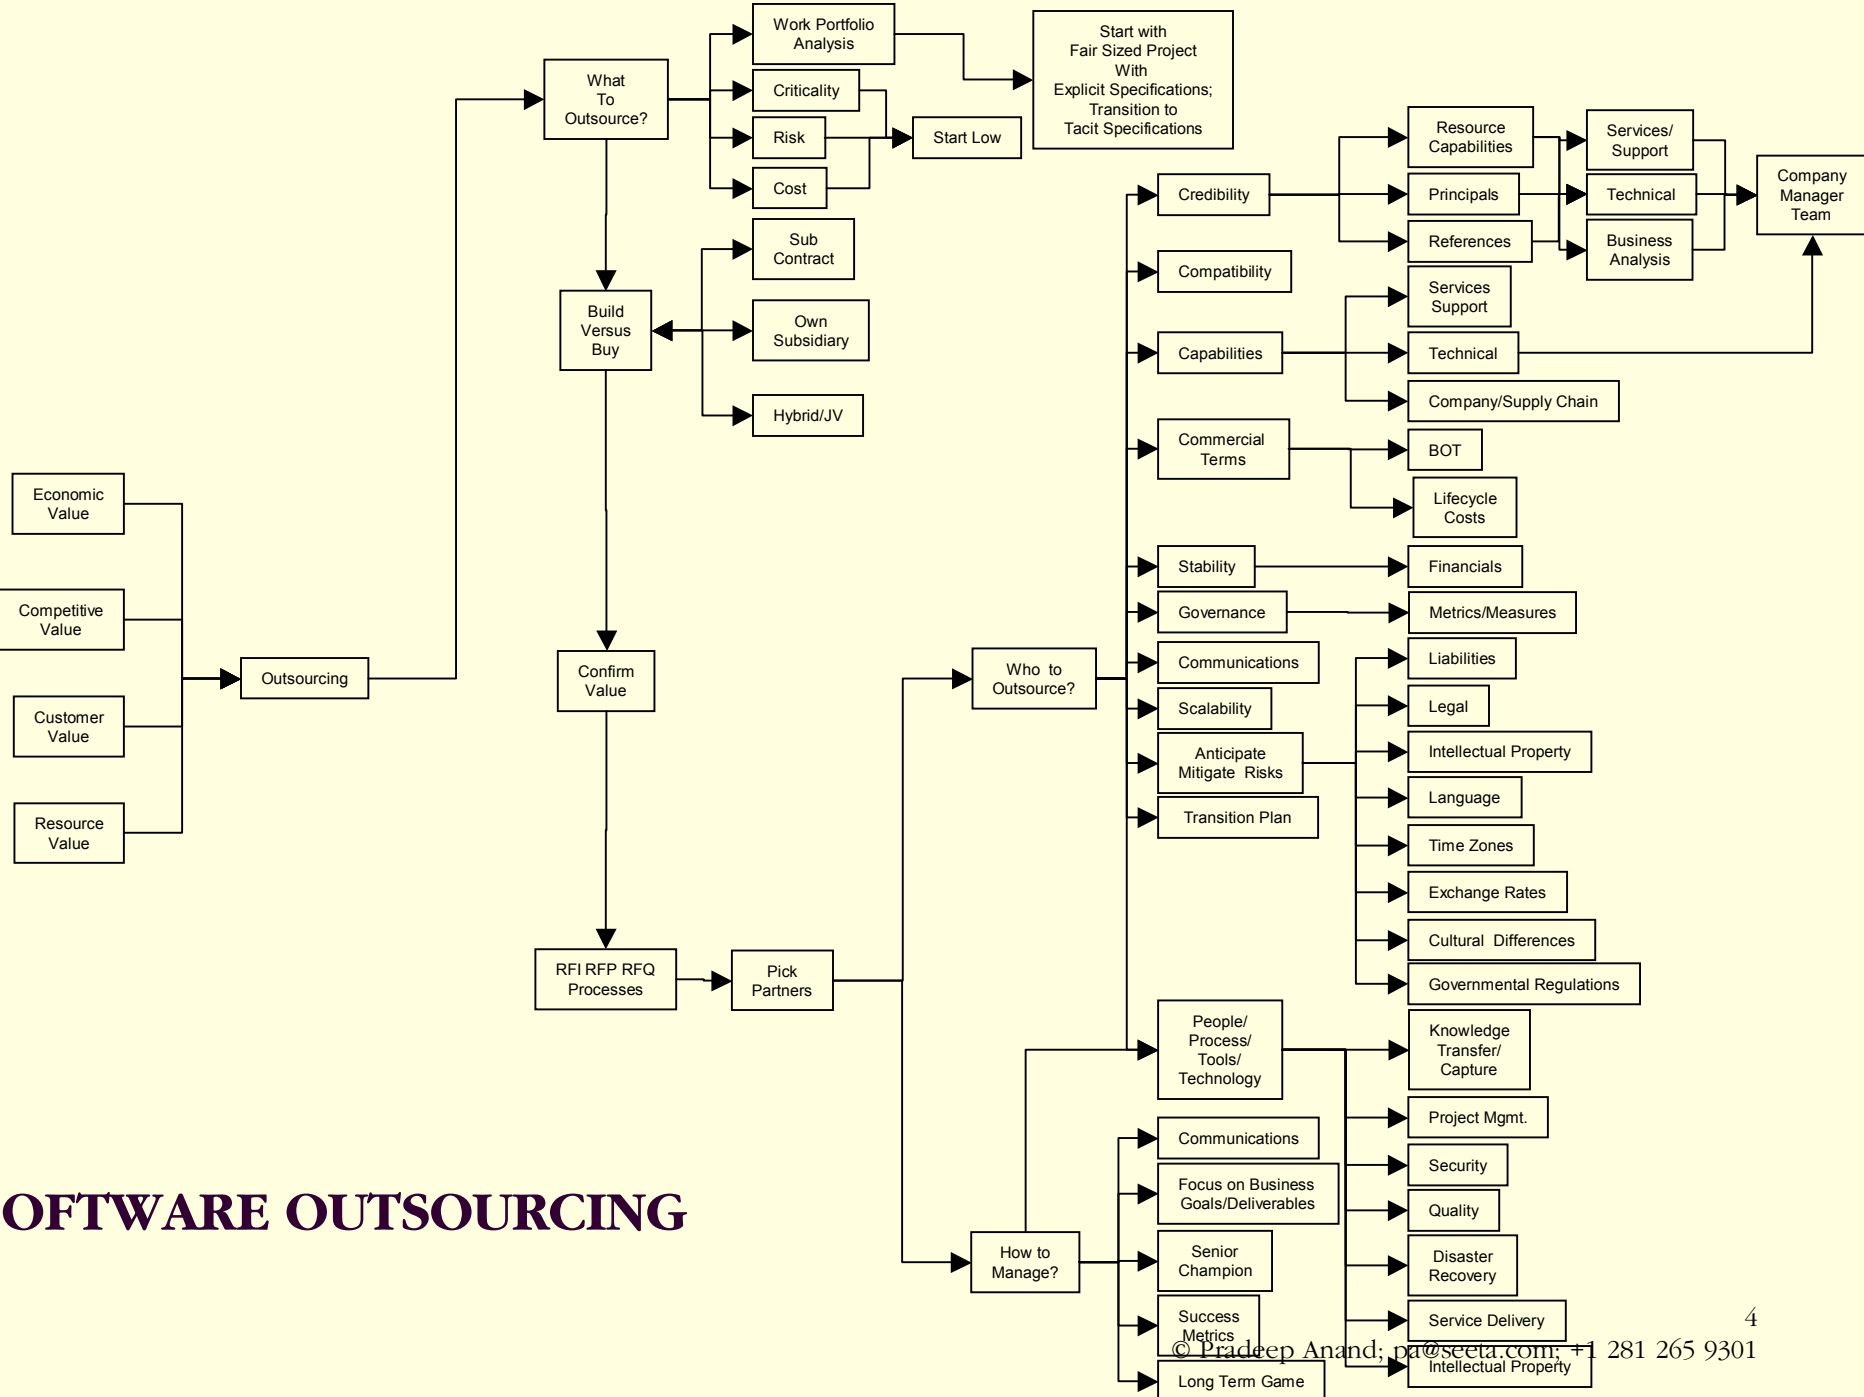 Work Portfolio
Analysis
Start with
Fair Sized Project
With
Explicit Specifications;
Transition to
Tacit Specifications
What
To
Outsource?
Criticality
Risk
Start Low
Cost
Sub
Contract
Build
Versus
Buy
Own
Subsidiary
Hybrid/JV
Economic
Value
Competitive
Value
Customer
Value
Resource
Value
Outsourcing
Confirm
Value
RFI RFP RFQ
Processes
Pick
Partners
Who to
Outsource?
How to
Manage?
Credibility
Compatibility
Capabilities
Commercial
Terms
Stability
Governance
Communications
Scalability
Anticipate
Mitigate Risks
Transition Plan
People/
Process/
Tools/
Technology
Communications
Focus on Business
Goals/Deliverables
Senior
Champion
Success
Metrics
Long Term Game
Resource
Capabilities
Principals
References
Services/
Support
Technical
Business
Analysis
Company
Manager
Team
Services
Support
Technical
Company/Supply Chain
BOT
Lifecycle
Costs
Financials
Metrics/Measures
Liabilities
Legal
Intellectual Property
Language
Time Zones
Exchange Rates
Cultural Differences
Governmental Regulations
Knowledge
Transfer/
Capture
Project Mgmt.
Security
Quality
Disaster
Recovery
Service Delivery
Intellectual Property
OFTWARE OUTSOURCING
4
© Pradeep Anand; pa@seeta.com; +1 281 265 9301